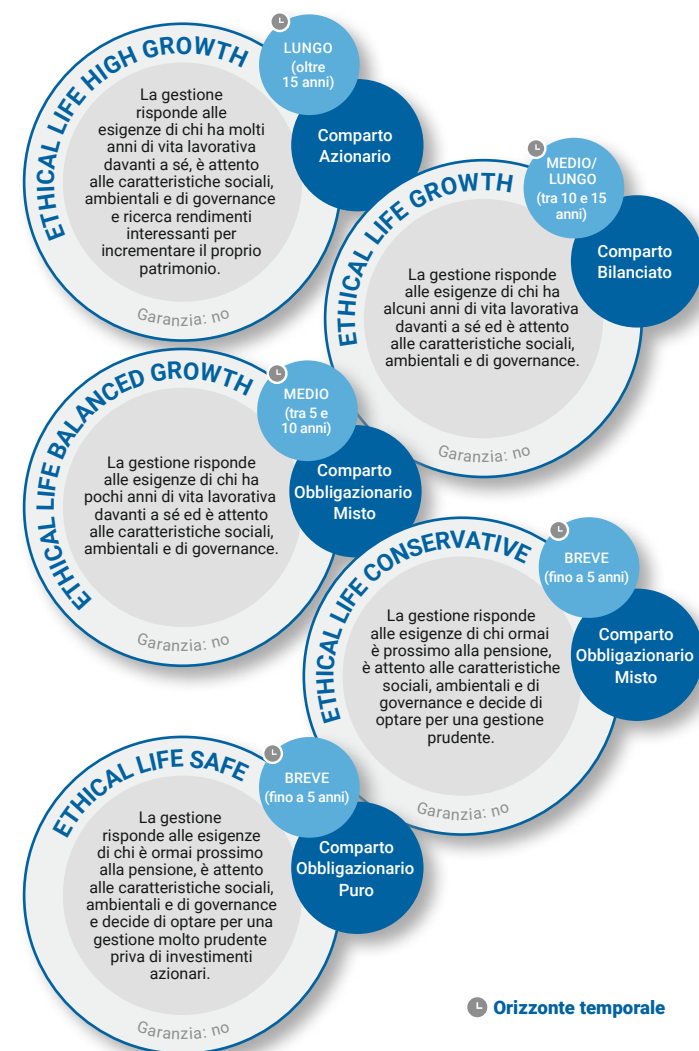 ETHICAL LIFE HIGH GROWTH
LUNGO
(oltre
15 anni)
Comparto
Azionario
La gestione
risponde alle
esigenze di chi ha molti
anni di vita lavorativa
davanti a sé, è attento
alle caratteristiche sociali,
ambientali e di governance
e ricerca rendimenti
interessanti per
incrementare il proprio
patrimonio.
Garanzia: no
ETHICAL LIFE GROWTH
MEDIO/
LUNGO
(tra 10 e 15
anni)
Comparto
Bilanciato
La gestione risponde
alle esigenze di chi ha
alcuni anni di vita lavorativa
davanti a sé ed è attento
alle caratteristiche sociali,
ambientali e di governance.
Garanzia: no
ETHICAL LIFE BALANCED GROWTH
MEDIO
(tra 5 e
10 anni)
Comparto
Obbligazionario
Misto
La gestione risponde
alle esigenze di chi ha
pochi anni di vita lavorativa
davanti a sé ed è attento
alle caratteristiche sociali,
ambientali e di governance.
Garanzia: no
ETHICAL LIFE CONSERVATIVE
BREVE
(fino a 5 anni)
Comparto
Obbligazionario
Misto
La gestione risponde
alle esigenze di chi ormai
è prossimo alla pensione,
è attento alle caratteristiche
sociali, ambientali e di
governance e decide di
optare per una gestione
prudente.
Garanzia: no
ETHICAL LIFE SAFE
BREVE
(fino a 5 anni)
Comparto
Obbligazionario
Puro
La gestione
risponde alle esigenze
di chi è ormai prossimo
alla pensione, è attento
alle caratteristiche sociali,
ambientali e di governance
e decide di optare per una
gestione molto prudente
priva di investimenti
azionari.
Garanzia: no
Orizzonte temporale